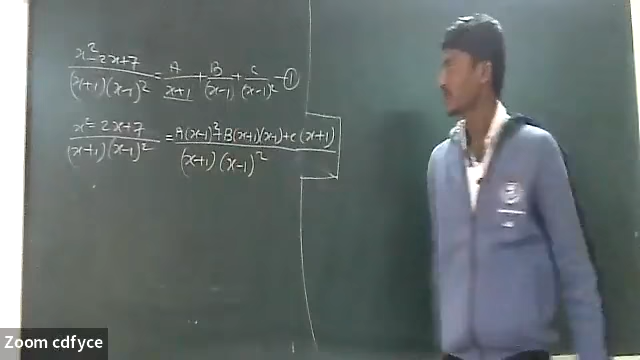 x²-2x+7 / (x+1)(x-1)² = A / x+1 + B / (x-1) + C / (x-1)² - ①
x²-2x+7 / (x+1)(x-1)² = A(x-1)²+B(x+1)(x-1)+C(x+1) / (x+1)(x-1)²
Zoom cdfyce